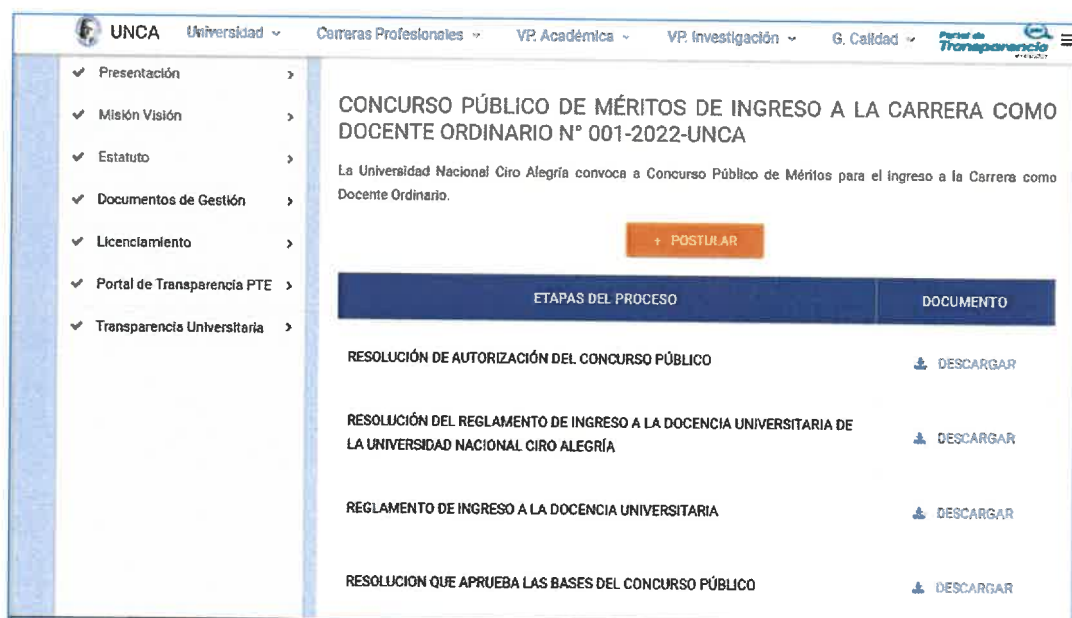 UNCA Universidad Carreras Profesionales VP. Académica VP. Investigación G. Calidad Portal de Transparencia
Presentación
Misión Visión
Estatuto
Documentos de Gestión
Licenciamiento
Portal de Transparencia PTE
Transparencia Universitaria
CONCURSO PÚBLICO DE MÉRITOS DE INGRESO A LA CARRERA COMO
DOCENTE ORDINARIO N° 001-2022-UNCA
La Universidad Nacional Ciro Alegría convoca a Concurso Público de Méritos para el ingreso a la Carrera como
Docente Ordinario.
+ POSTULAR
ETAPAS DEL PROCESO DOCUMENTO
RESOLUCIÓN DE AUTORIZACIÓN DEL CONCURSO PÚBLICO DESCARGAR
RESOLUCIÓN DEL REGLAMENTO DE INGRESO A LA DOCENCIA UNIVERSITARIA DE
LA UNIVERSIDAD NACIONAL CIRO ALEGRÍA DESCARGAR
REGLAMENTO DE INGRESO A LA DOCENCIA UNIVERSITARIA DESCARGAR
RESOLUCION QUE APRUEBA LAS BASES DEL CONCURSO PÚBLICO DESCARGAR